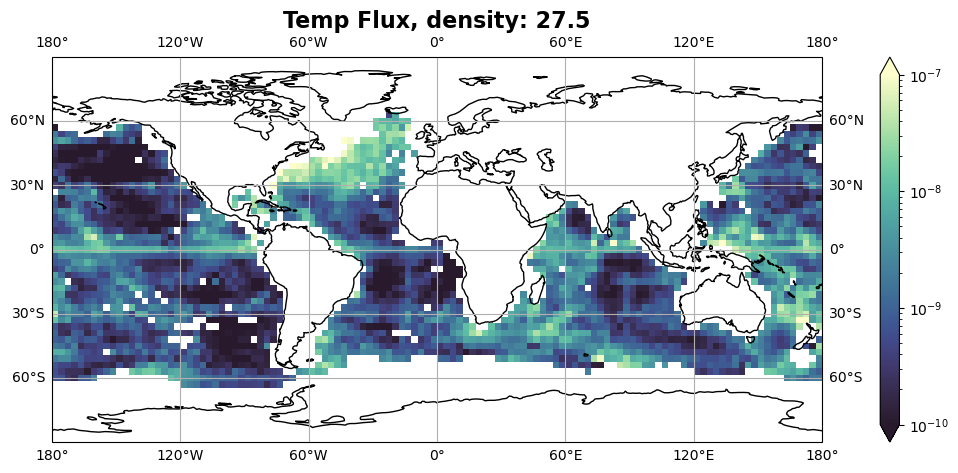 Temp Flux, density: 27.5
180° 120°W 60°W 0° 60°E 120°E 180°
60°N 60°N
30°N 30°N
0° 0°
30°S 30°S
60°S 60°S
180° 120°W 60°W 0° 60°E 120°E 180°
10⁻⁷
10⁻⁸
10⁻⁹
10⁻¹⁰